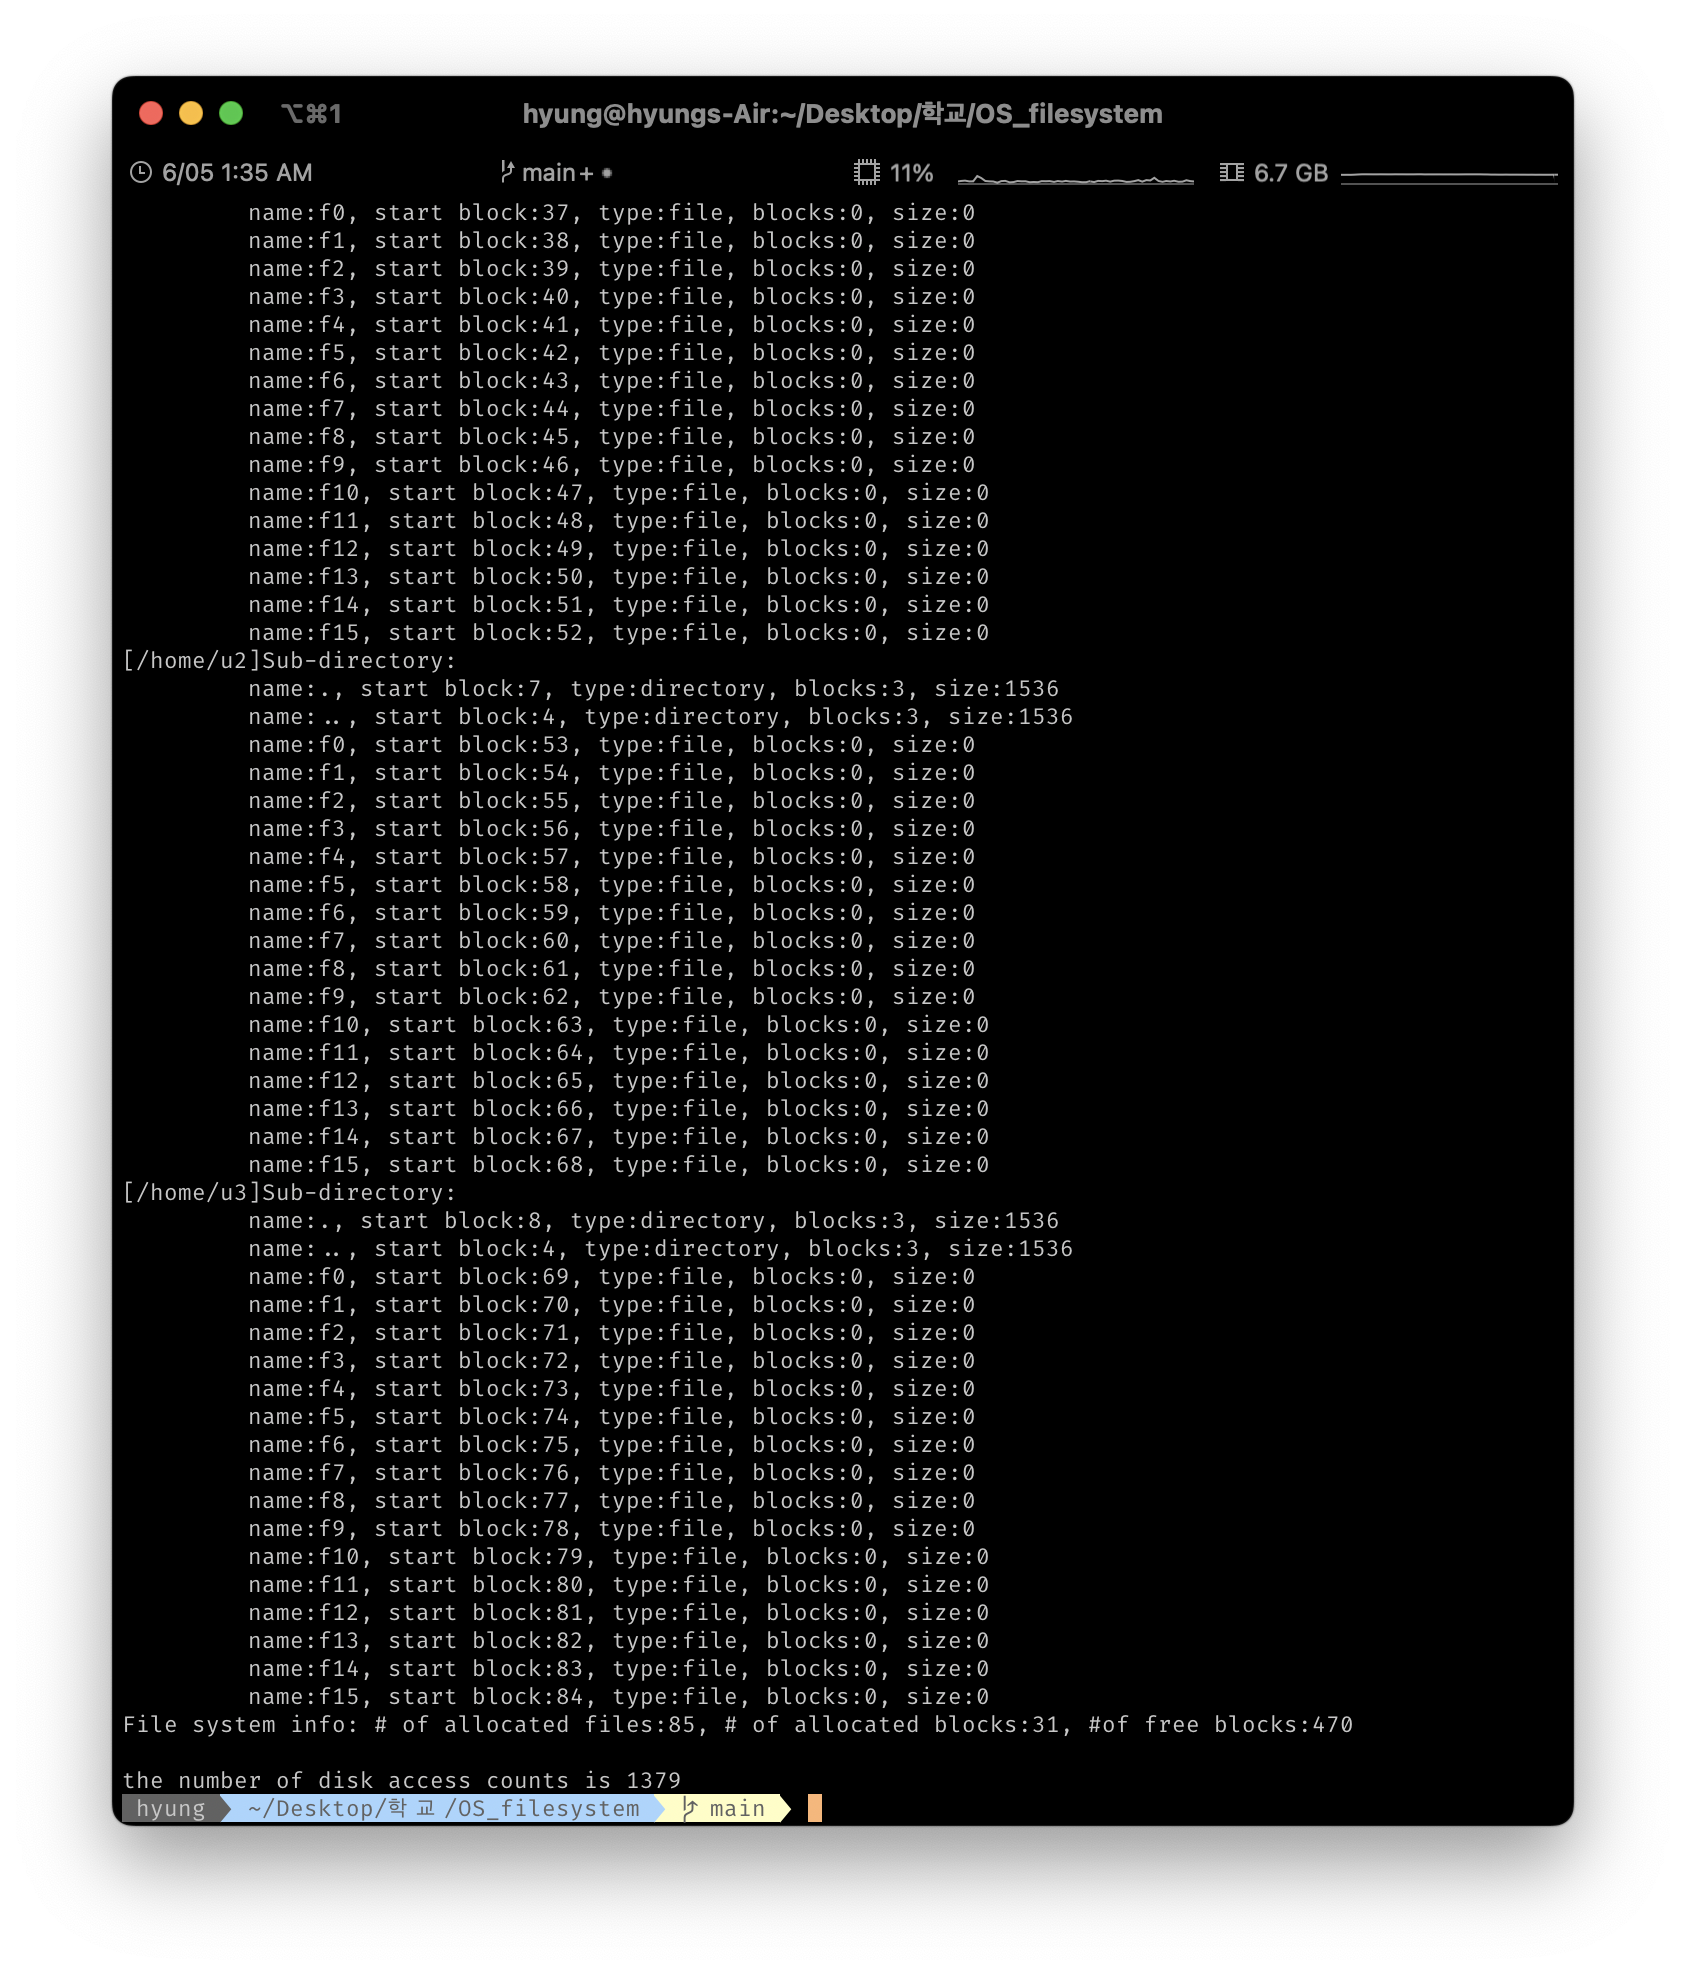 ⌥⌘1 hyung@hyungs-Air:~/Desktop/학교/OS_filesystem
6/05 1:35 AM main+● 11% 6.7 GB
name:f0, start block:37, type:file, blocks:0, size:0
name:f1, start block:38, type:file, blocks:0, size:0
name:f2, start block:39, type:file, blocks:0, size:0
name:f3, start block:40, type:file, blocks:0, size:0
name:f4, start block:41, type:file, blocks:0, size:0
name:f5, start block:42, type:file, blocks:0, size:0
name:f6, start block:43, type:file, blocks:0, size:0
name:f7, start block:44, type:file, blocks:0, size:0
name:f8, start block:45, type:file, blocks:0, size:0
name:f9, start block:46, type:file, blocks:0, size:0
name:f10, start block:47, type:file, blocks:0, size:0
name:f11, start block:48, type:file, blocks:0, size:0
name:f12, start block:49, type:file, blocks:0, size:0
name:f13, start block:50, type:file, blocks:0, size:0
name:f14, start block:51, type:file, blocks:0, size:0
name:f15, start block:52, type:file, blocks:0, size:0
[/home/u2]Sub-directory:
name:., start block:7, type:directory, blocks:3, size:1536
name:.., start block:4, type:directory, blocks:3, size:1536
name:f0, start block:53, type:file, blocks:0, size:0
name:f1, start block:54, type:file, blocks:0, size:0
name:f2, start block:55, type:file, blocks:0, size:0
name:f3, start block:56, type:file, blocks:0, size:0
name:f4, start block:57, type:file, blocks:0, size:0
name:f5, start block:58, type:file, blocks:0, size:0
name:f6, start block:59, type:file, blocks:0, size:0
name:f7, start block:60, type:file, blocks:0, size:0
name:f8, start block:61, type:file, blocks:0, size:0
name:f9, start block:62, type:file, blocks:0, size:0
name:f10, start block:63, type:file, blocks:0, size:0
name:f11, start block:64, type:file, blocks:0, size:0
name:f12, start block:65, type:file, blocks:0, size:0
name:f13, start block:66, type:file, blocks:0, size:0
name:f14, start block:67, type:file, blocks:0, size:0
name:f15, start block:68, type:file, blocks:0, size:0
[/home/u3]Sub-directory:
name:., start block:8, type:directory, blocks:3, size:1536
name:.., start block:4, type:directory, blocks:3, size:1536
name:f0, start block:69, type:file, blocks:0, size:0
name:f1, start block:70, type:file, blocks:0, size:0
name:f2, start block:71, type:file, blocks:0, size:0
name:f3, start block:72, type:file, blocks:0, size:0
name:f4, start block:73, type:file, blocks:0, size:0
name:f5, start block:74, type:file, blocks:0, size:0
name:f6, start block:75, type:file, blocks:0, size:0
name:f7, start block:76, type:file, blocks:0, size:0
name:f8, start block:77, type:file, blocks:0, size:0
name:f9, start block:78, type:file, blocks:0, size:0
name:f10, start block:79, type:file, blocks:0, size:0
name:f11, start block:80, type:file, blocks:0, size:0
name:f12, start block:81, type:file, blocks:0, size:0
name:f13, start block:82, type:file, blocks:0, size:0
name:f14, start block:83, type:file, blocks:0, size:0
name:f15, start block:84, type:file, blocks:0, size:0
File system info: # of allocated files:85, # of allocated blocks:31, #of free blocks:470
the number of disk access counts is 1379
hyung ~/Desktop/학교/OS_filesystem main